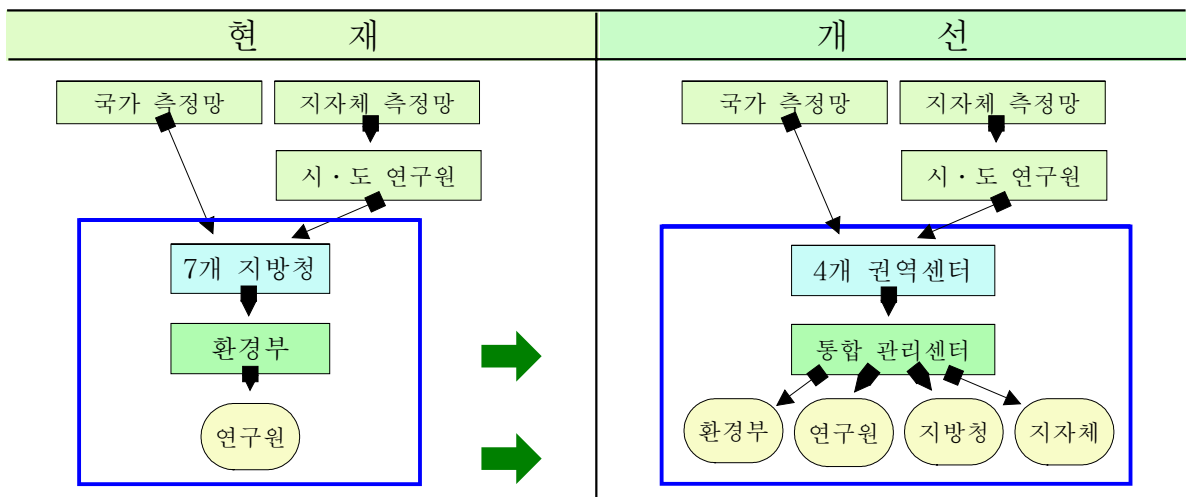 현 재
개 선
국가 측정망
지자체 측정망
시·도 연구원
7개 지방청
환경부
연구원
국가 측정망
지자체 측정망
시·도 연구원
4개 권역센터
통합 관리센터
환경부
연구원
지방청
지자체